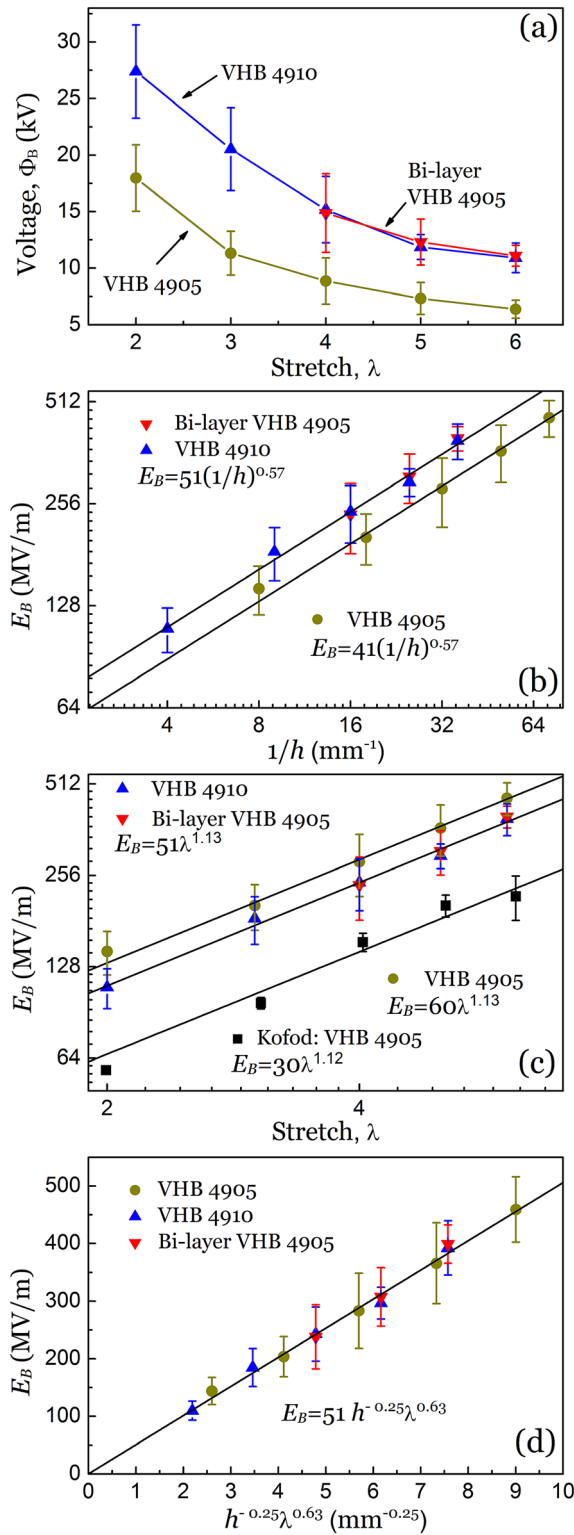 (a)
30
25
20
15
10
5
Voltage, Φ_B (kV)
VHB 4910
Bi-layer
VHB 4905
VHB 4905
2 3 4 5 6
Stretch, λ
512
256
128
64
E_B (MV/m)
Bi-layer VHB 4905
VHB 4910
E_B=51(1/h)^0.57
VHB 4905
E_B=41(1/h)^0.57
(b)
4 8 16 32 64
1/h (mm^-1)
512
256
128
64
E_B (MV/m)
VHB 4910
Bi-layer VHB 4905
E_B=51λ^1.13
VHB 4905
E_B=60λ^1.13
Kofod: VHB 4905
E_B=30λ^1.12
(c)
2 4
Stretch, λ
500
400
300
200
100
0
E_B (MV/m)
VHB 4905
VHB 4910
Bi-layer VHB 4905
E_B=51 h^-0.25λ^0.63
(d)
0 1 2 3 4 5 6 7 8 9 10
h^-0.25λ^0.63 (mm^-0.25)